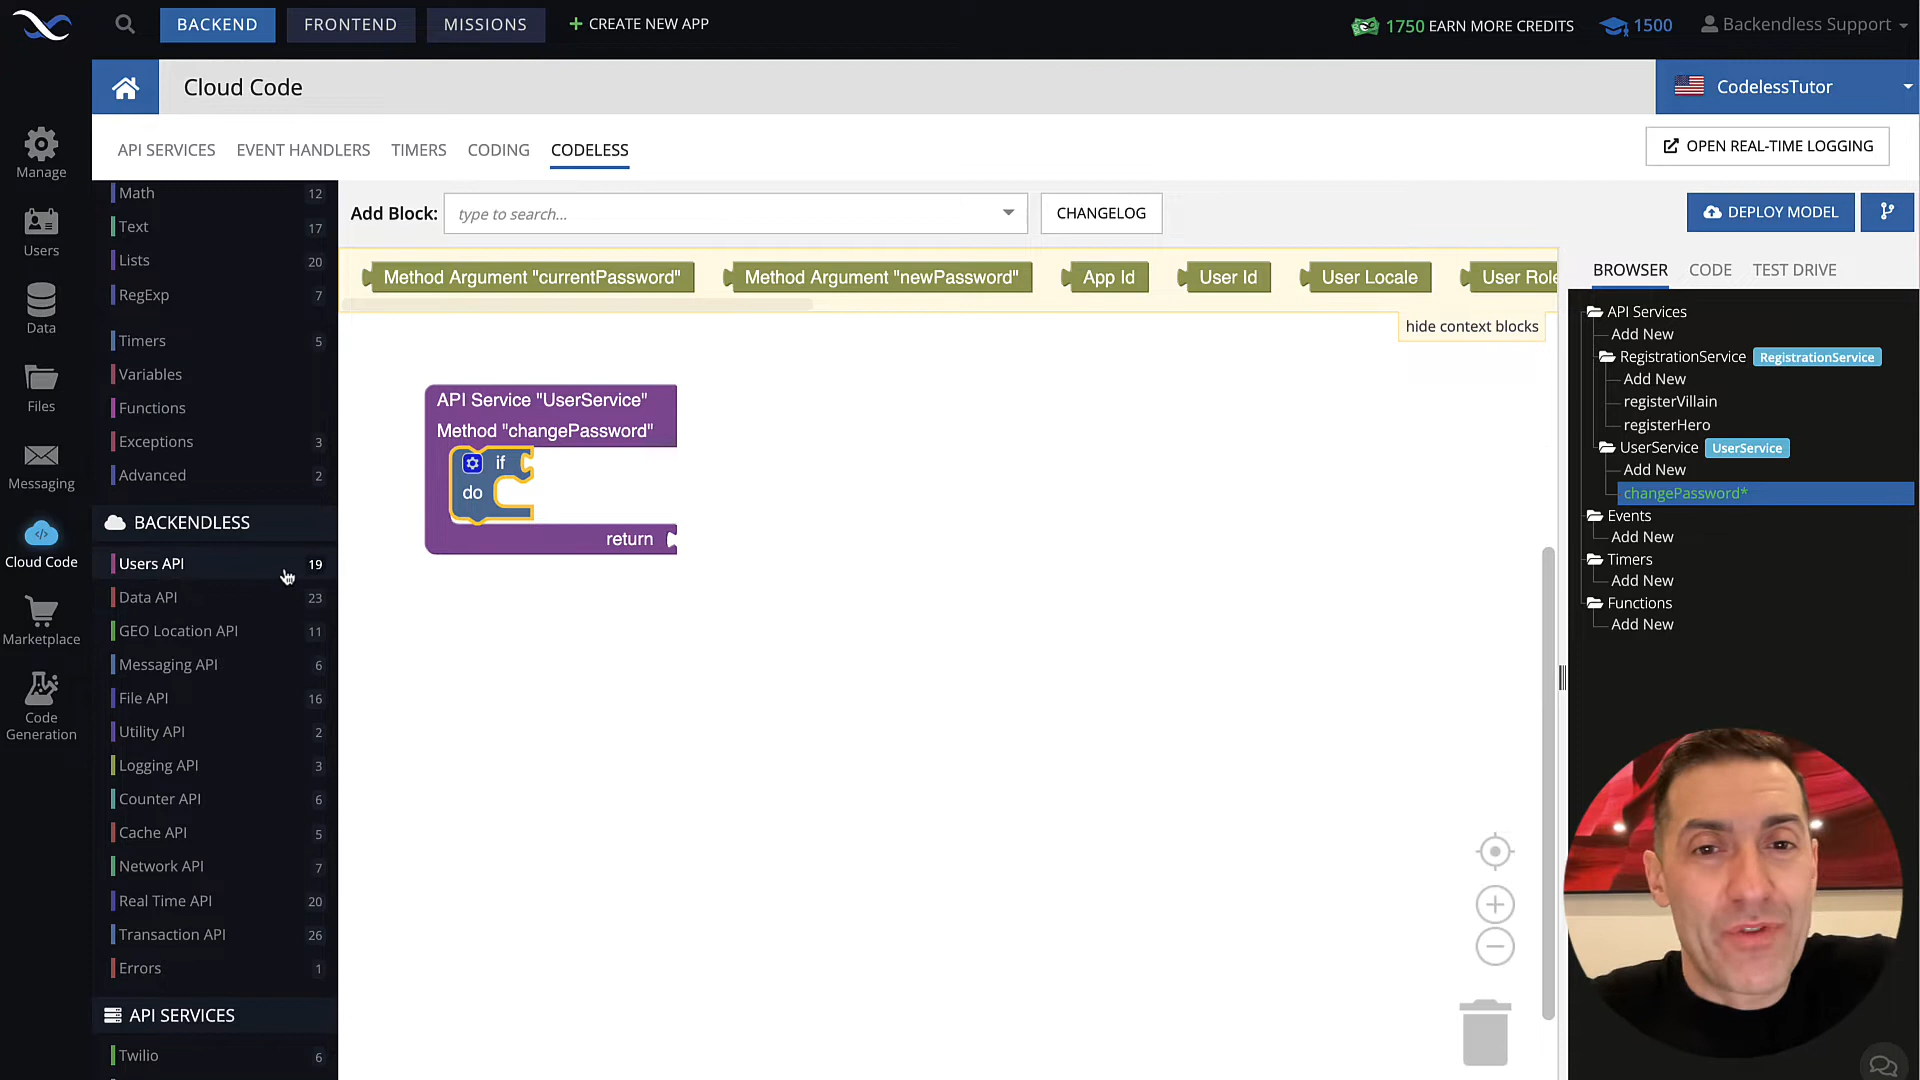 BACKEND
FRONTEND
MISSIONS
+ CREATE NEW APP
1750 EARN MORE CREDITS
1500
Backendless Support
Cloud Code
CodelessTutor
API SERVICES
EVENT HANDLERS
TIMERS
CODING
CODELESS
OPEN REAL-TIME LOGGING
Manage
Users
Data
Files
Messaging
Cloud Code
Marketplace
Code
Generation
Math 12
Text 17
Lists 20
RegExp 7
Timers 5
Variables
Functions
Exceptions 3
Advanced 2
BACKENDLESS
Users API 19
Data API 23
GEO Location API 11
Messaging API 6
File API 16
Utility API 2
Logging API 3
Counter API 6
Cache API 5
Network API 7
Real Time API 20
Transaction API 26
Errors 1
API SERVICES
Twilio 6
Add Block:
type to search...
CHANGELOG
DEPLOY MODEL
Method Argument "currentPassword"
Method Argument "newPassword"
App Id
User Id
User Locale
User Role
hide context blocks
API Service "UserService"
Method "changePassword"
if
do
return
BROWSER
CODE
TEST DRIVE
API Services
Add New
RegistrationService RegistrationService
Add New
registerVillain
registerHero
UserService UserService
Add New
changePassword*
Events
Add New
Timers
Add New
Functions
Add New